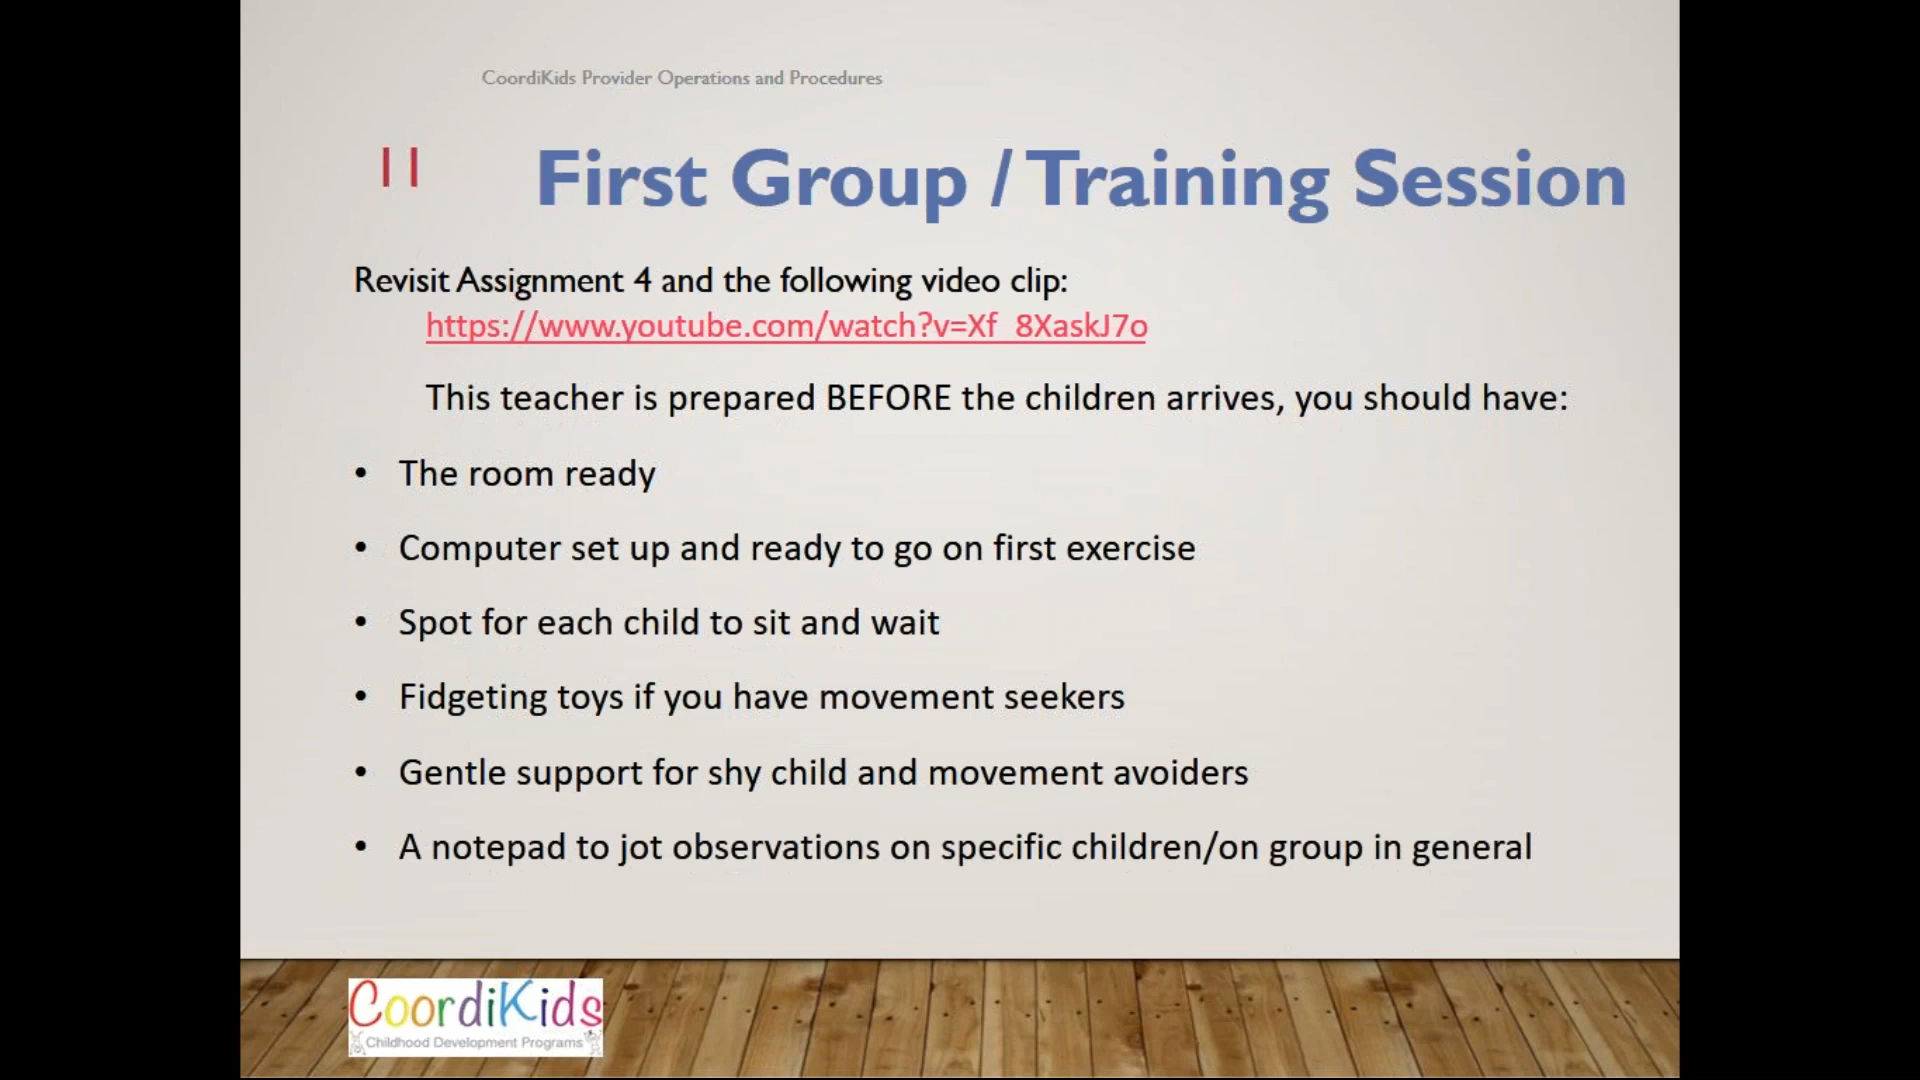 CoordiKids Provider Operations and Procedures
11
First Group / Training Session
Revisit Assignment 4 and the following video clip:
https://www.youtube.com/watch?v=Xf_8XaskJ7o
This teacher is prepared BEFORE the children arrives, you should have:
• The room ready
• Computer set up and ready to go on first exercise
• Spot for each child to sit and wait
• Fidgeting toys if you have movement seekers
• Gentle support for shy child and movement avoiders
• A notepad to jot observations on specific children/on group in general
CoordiKids
Childhood Development Programs